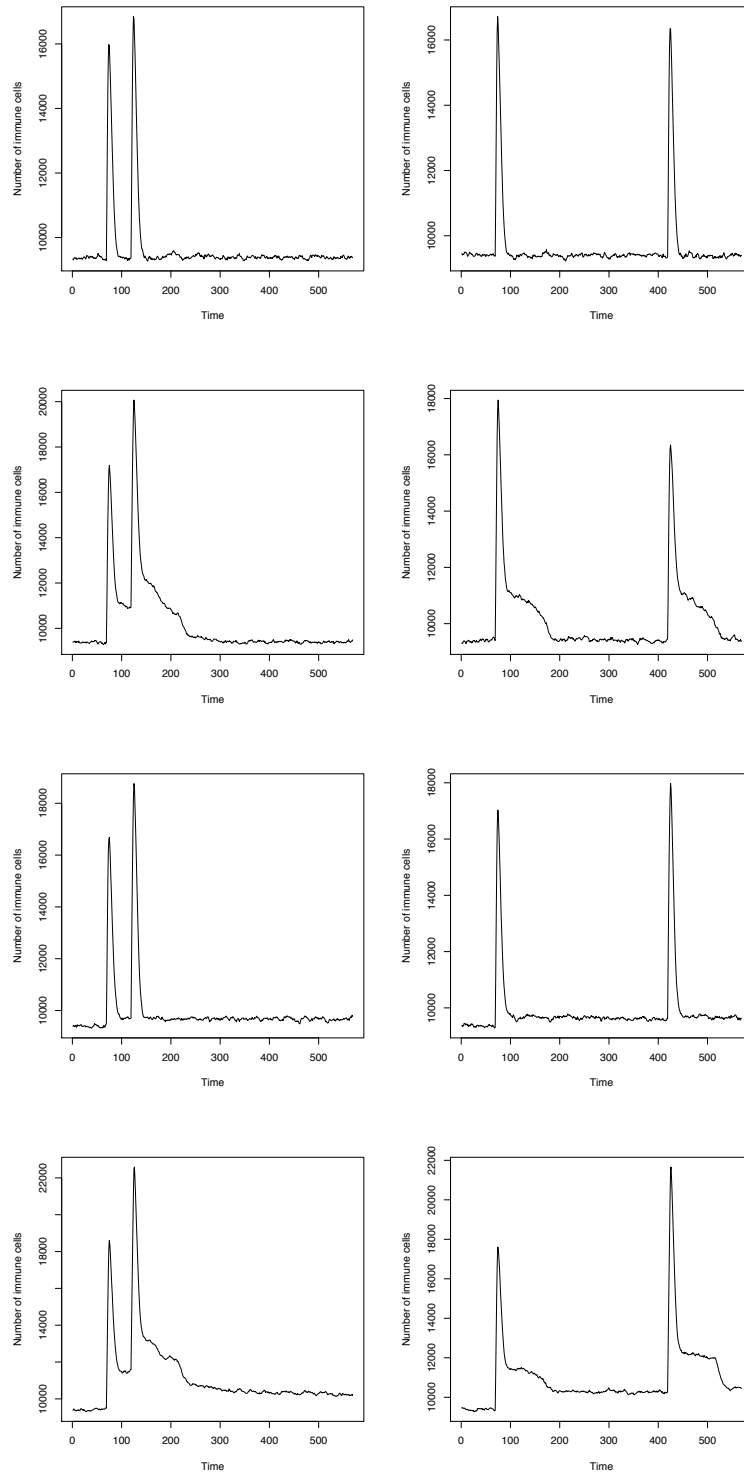 Number of immune cells
10000 12000 14000 16000
0 100 200 300 400 500
Time
Number of immune cells
10000 12000 14000 16000
0 100 200 300 400 500
Time
Number of immune cells
10000 12000 14000 16000 18000 20000
0 100 200 300 400 500
Time
Number of immune cells
10000 12000 14000 16000 18000
0 100 200 300 400 500
Time
Number of immune cells
10000 12000 14000 16000 18000
0 100 200 300 400 500
Time
Number of immune cells
10000 12000 14000 16000 18000
0 100 200 300 400 500
Time
Number of immune cells
10000 14000 18000 22000
0 100 200 300 400 500
Time
Number of immune cells
10000 12000 14000 16000 18000 20000 22000
0 100 200 300 400 500
Time